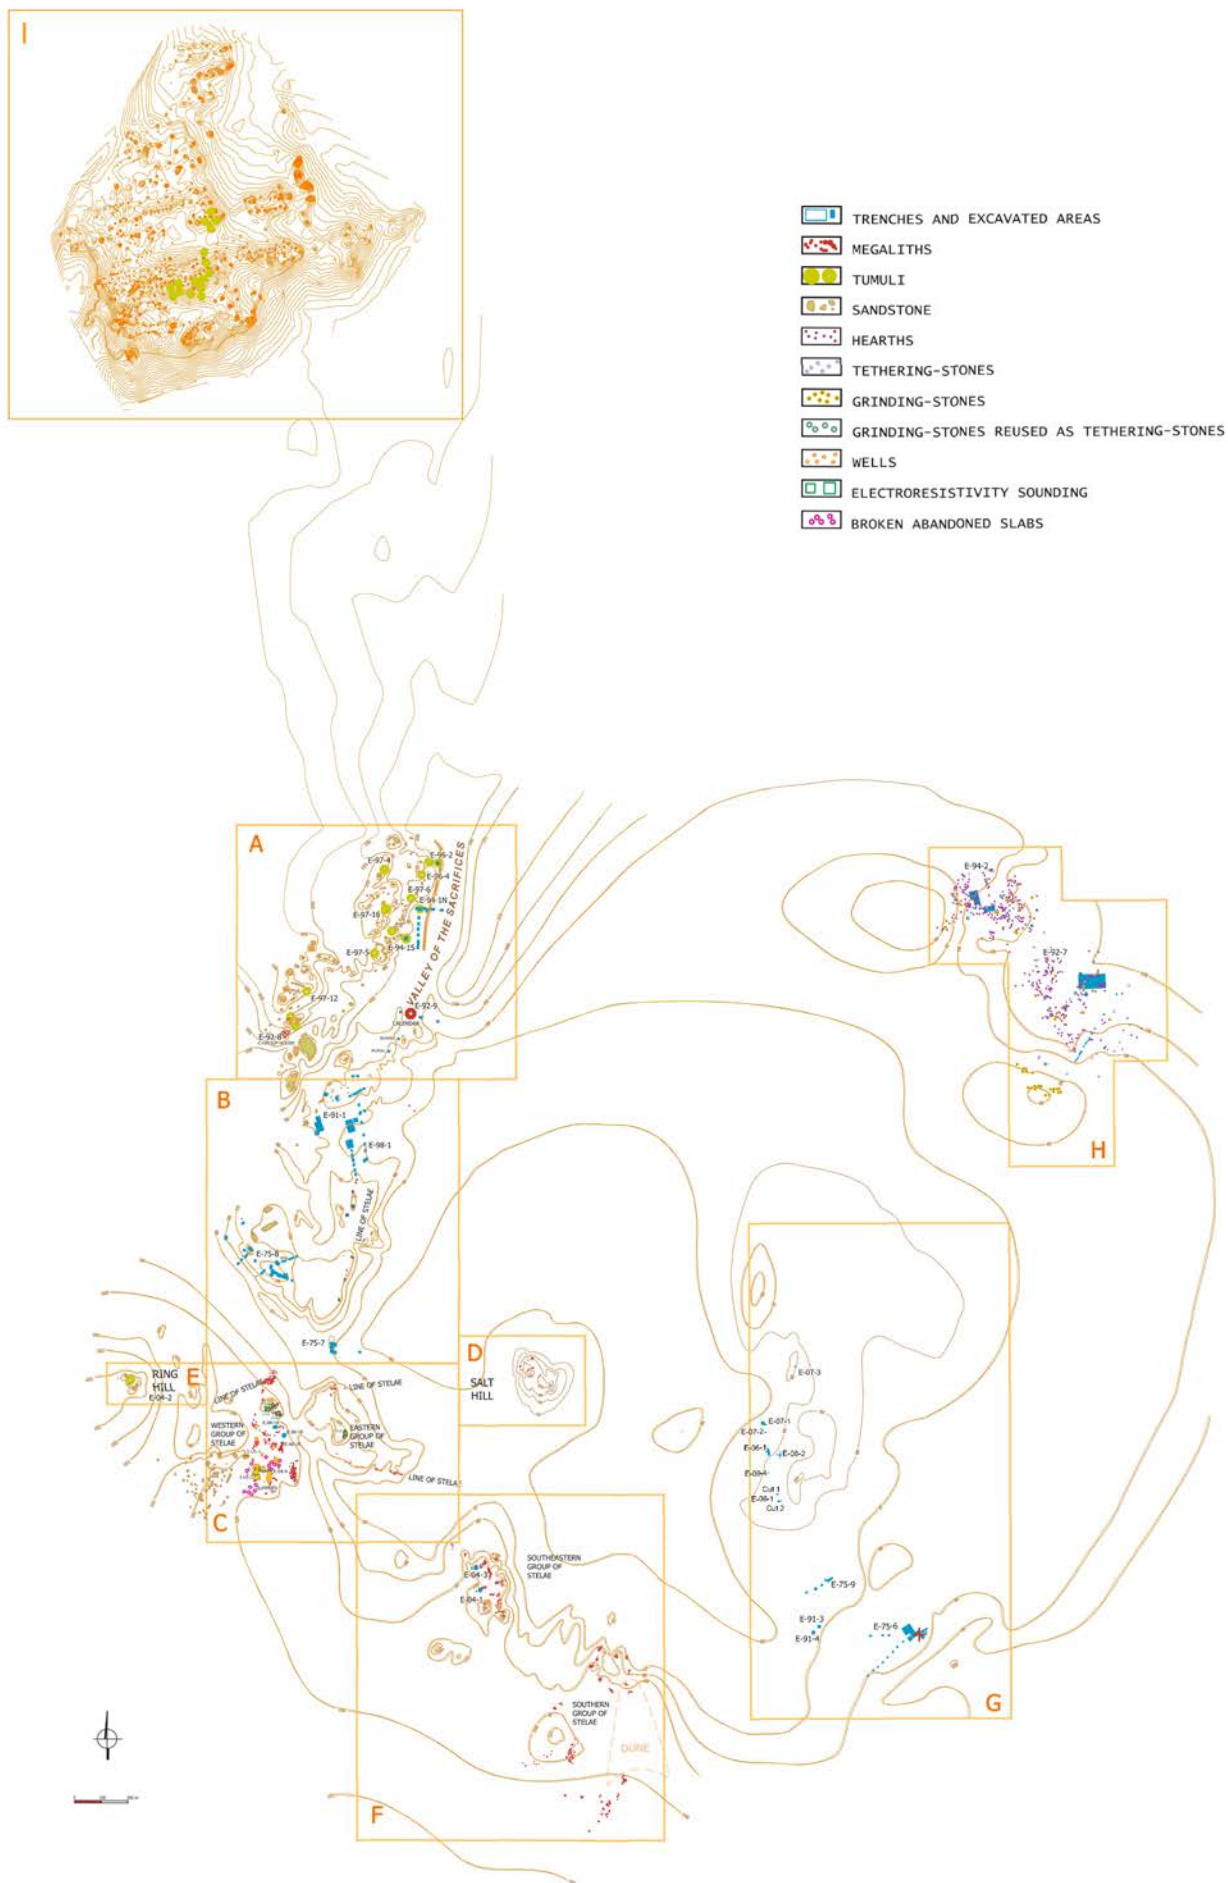 I
TRENCHES AND EXCAVATED AREAS
MEGALITHS
TUMULI
SANDSTONE
HEARTHS
TETHERING-STONES
GRINDING-STONES
GRINDING-STONES REUSED AS TETHERING-STONES
WELLS
ELECTRORESISTIVITY SOUNDING
BROKEN ABANDONED SLABS
A
E-97-4
E-96-4
E-97-6
E-94-1N
E-97-16
E-94-1S
E-97-5
VALLEY OF THE SACRIFICES
E-97-12
E-92-9
CALENDAR
E-92-8
E-94-2
E-92-7
H
B
E-91-1
E-98-1
LINE OF STELAE
E-75-8
E-75-7
D
SALT
HILL
E
RING
HILL
E-04-2
LINE OF STELAE
LINE OF STELAE
WESTERN
GROUP OF
STELAE
EASTERN
GROUP OF
STELAE
LINE OF STELA
C
E-07-3
E-07-1
E-07-2
E-06-1
E-08-2
Cut 1
Cut 2
E-75-9
E-91-3
E-91-4
E-75-6
G
SOUTHEASTERN
GROUP OF
STELAE
E-04-3
E-04-1
SOUTHERN
GROUP OF
STELAE
DUNE
F